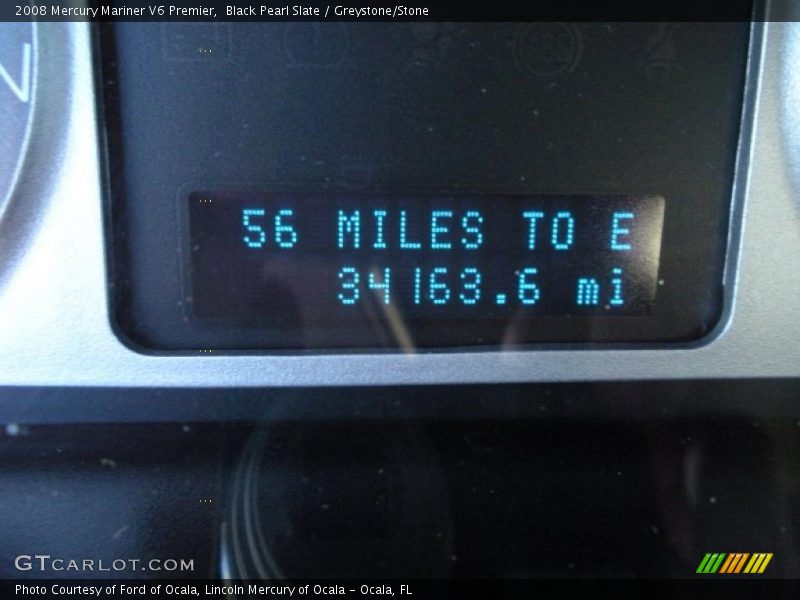 2008 Mercury Mariner V6 Premier,  Black Pearl Slate / Greystone/Stone
56 MILES TO E
34163.6 mi
GTCARLOT.COM
Photo Courtesy of Ford of Ocala, Lincoln Mercury of Ocala - Ocala, FL